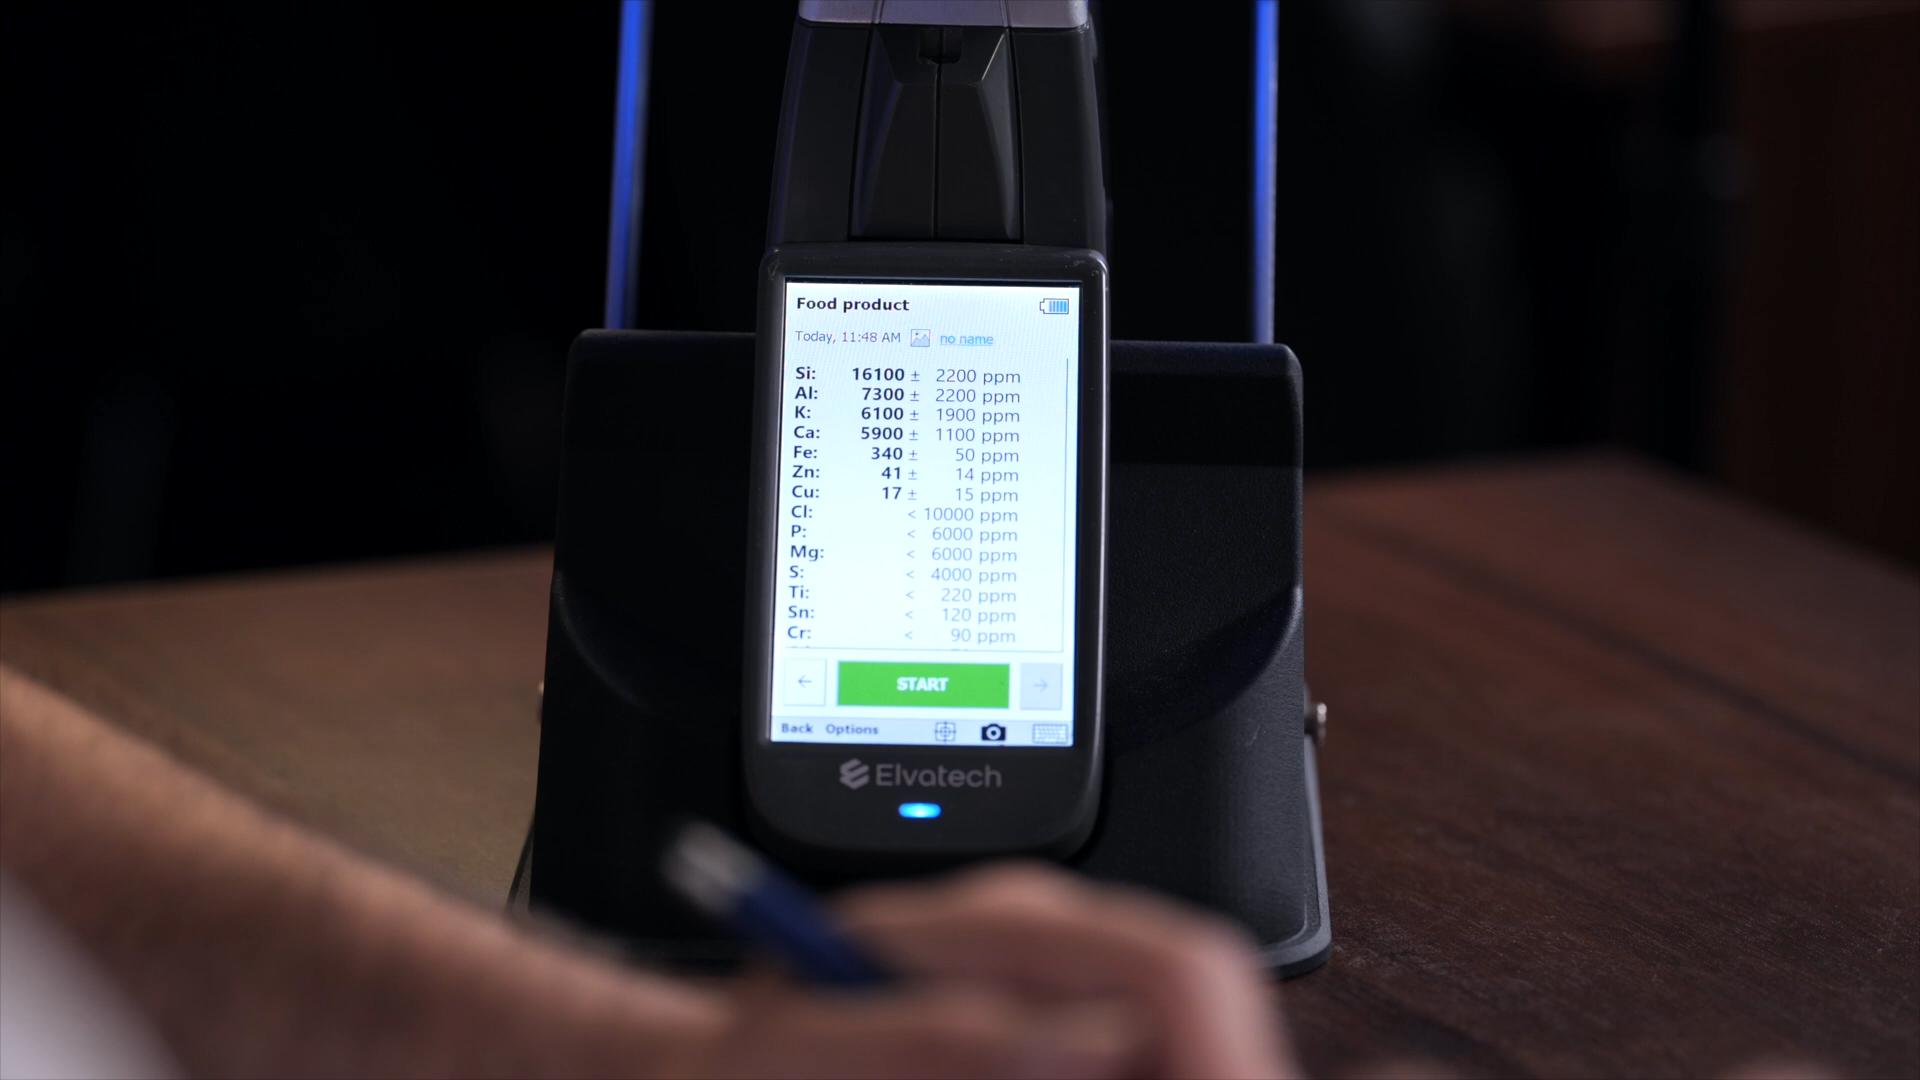 Food product
Today, 11:48 AM no name
Si: 16100 ± 2200 ppm
Al: 7300 ± 2200 ppm
K: 6100 ± 1900 ppm
Ca: 5900 ± 1100 ppm
Fe: 340 ± 50 ppm
Zn: 41 ± 14 ppm
Cu: 17 ± 15 ppm
Cl: < 10000 ppm
P: < 6000 ppm
Mg: < 6000 ppm
S: < 4000 ppm
Ti: < 220 ppm
Sn: < 120 ppm
Cr: < 90 ppm
← START →
Back Options
Elvatech